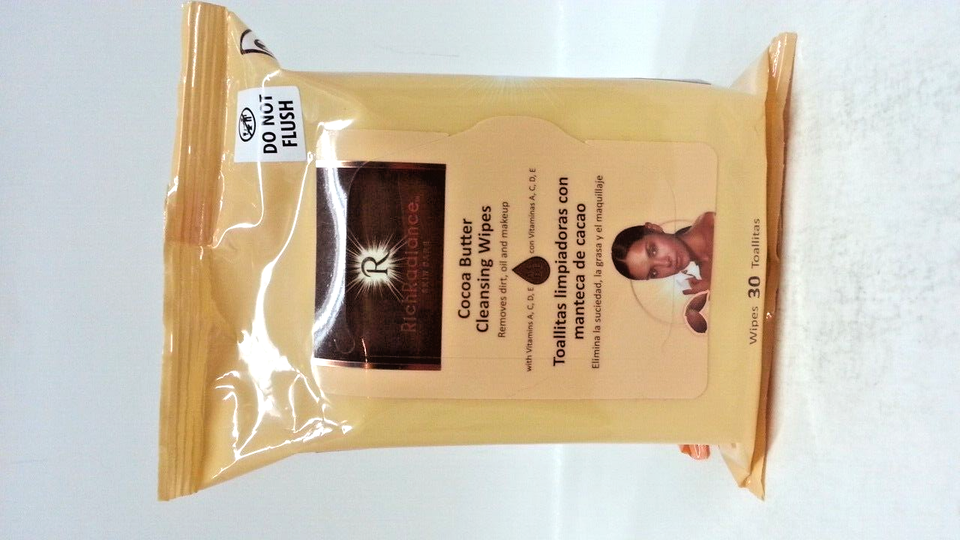 DO NOT
FLUSH
R
RichRadiance
SKIN CARE
Cocoa Butter
Cleansing Wipes
Removes dirt, oil and makeup
with Vitamins A, C, D, E
con Vitaminas A, C, D, E
Toallitas limpiadoras con
manteca de cacao
Elimina la suciedad, la grasa y el maquillaje
Wipes 30 Toallitas